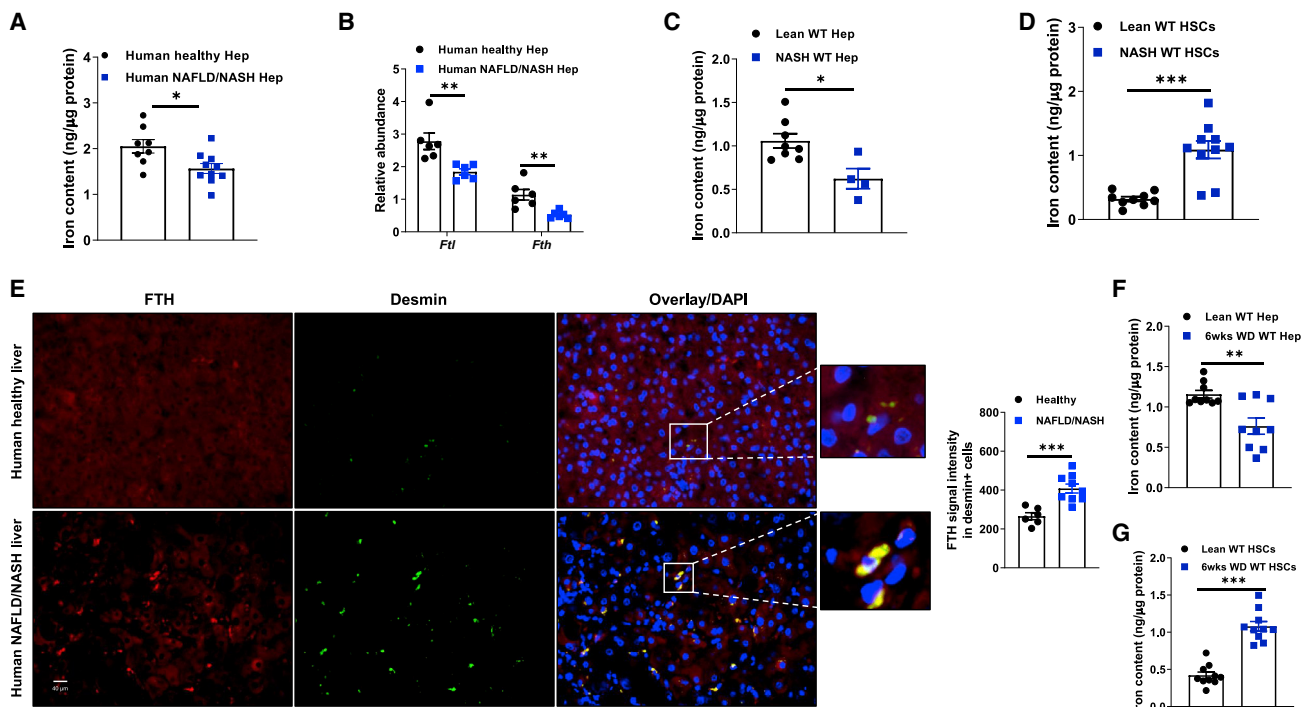 A
Human healthy Hep
Human NAFLD/NASH Hep
*
Iron content (ng/µg protein)
4
3
2
1
0
B
Human healthy Hep
Human NAFLD/NASH Hep
**
**
Relative abundance
5
4
3
2
1
0
Ftl
Fth
C
Lean WT Hep
NASH WT Hep
*
Iron content (ng/µg protein)
2.0
1.5
1.0
0.5
0.0
D
Lean WT HSCs
NASH WT HSCs
***
Iron content (ng/µg protein)
3
2
1
0
E
FTH
Desmin
Overlay/DAPI
Human healthy liver
Human NAFLD/NASH liver
40 µm
Healthy
NAFLD/NASH
***
FTH signal intensity
in desmin+ cells
800
600
400
200
0
F
Lean WT Hep
6wks WD WT Hep
**
Iron content (ng/µg protein)
2.0
1.5
1.0
0.5
0.0
G
Lean WT HSCs
6wks WD WT HSCs
***
Iron content (ng/µg protein)
2.0
1.5
1.0
0.5
0.0